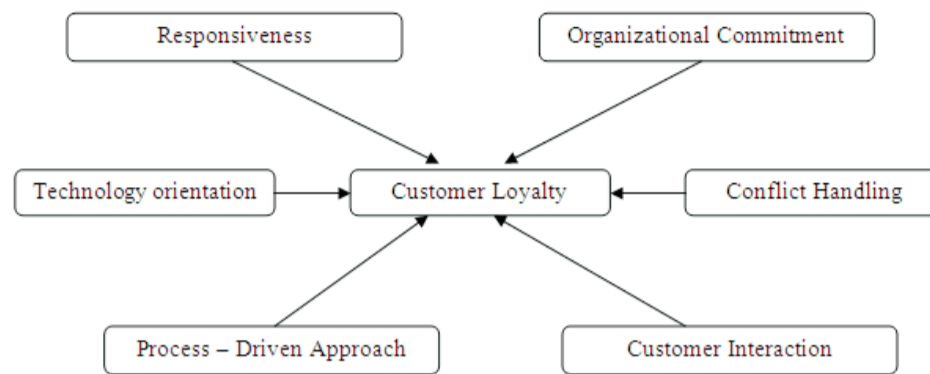 Responsiveness
Organizational Commitment
Technology orientation
Customer Loyalty
Conflict Handling
Process – Driven Approach
Customer Interaction